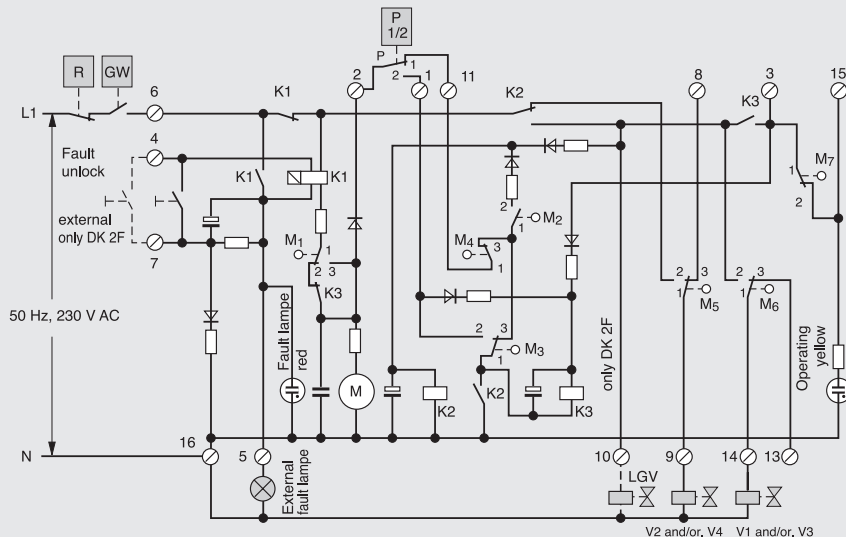 P
1/2
R
GW
P
1
2
L1
6
K1
2
1
11
K2
8
3
15
K3
4
Fault
unlock
K1
K1
external
only DK 2F
7
M1
1
2 3
K3
M4
3
1
2
M2
1
M7
1
2
50 Hz, 230 V AC
Fault lampe
red
M
2
3
1
M3
K2
K2
K3
only DK 2F
2
3
1
M5
2
3
1
M6
Operating
yellow
N
16
5
External
fault lampe
10
LGV
9
14
13
V2 and/or, V4
V1 and/or, V3